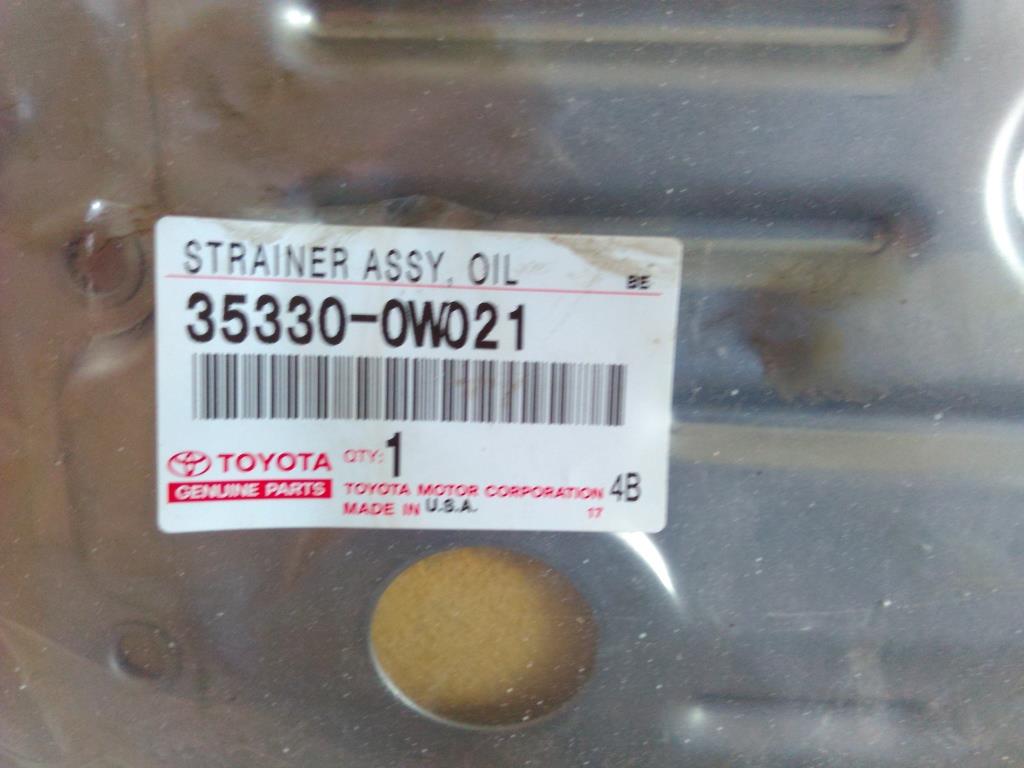 STRAINER ASSY, OIL
BE
35330-0W021
TOYOTA QTY: 1
GENUINE PARTS
TOYOTA MOTOR CORPORATION 4B
MADE IN U.S.A. 17